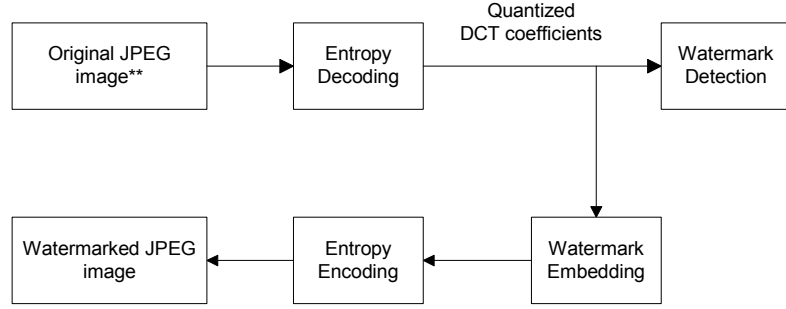 Original JPEG
image**
Entropy
Decoding
Quantized
DCT coefficients
Watermark
Detection
Watermarked JPEG
image
Entropy
Encoding
Watermark
Embedding